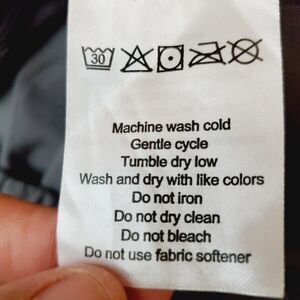 30
Machine wash cold
Gentle cycle
Tumble dry low
Wash and dry with like colors
Do not iron
Do not dry clean
Do not bleach
Do not use fabric softener